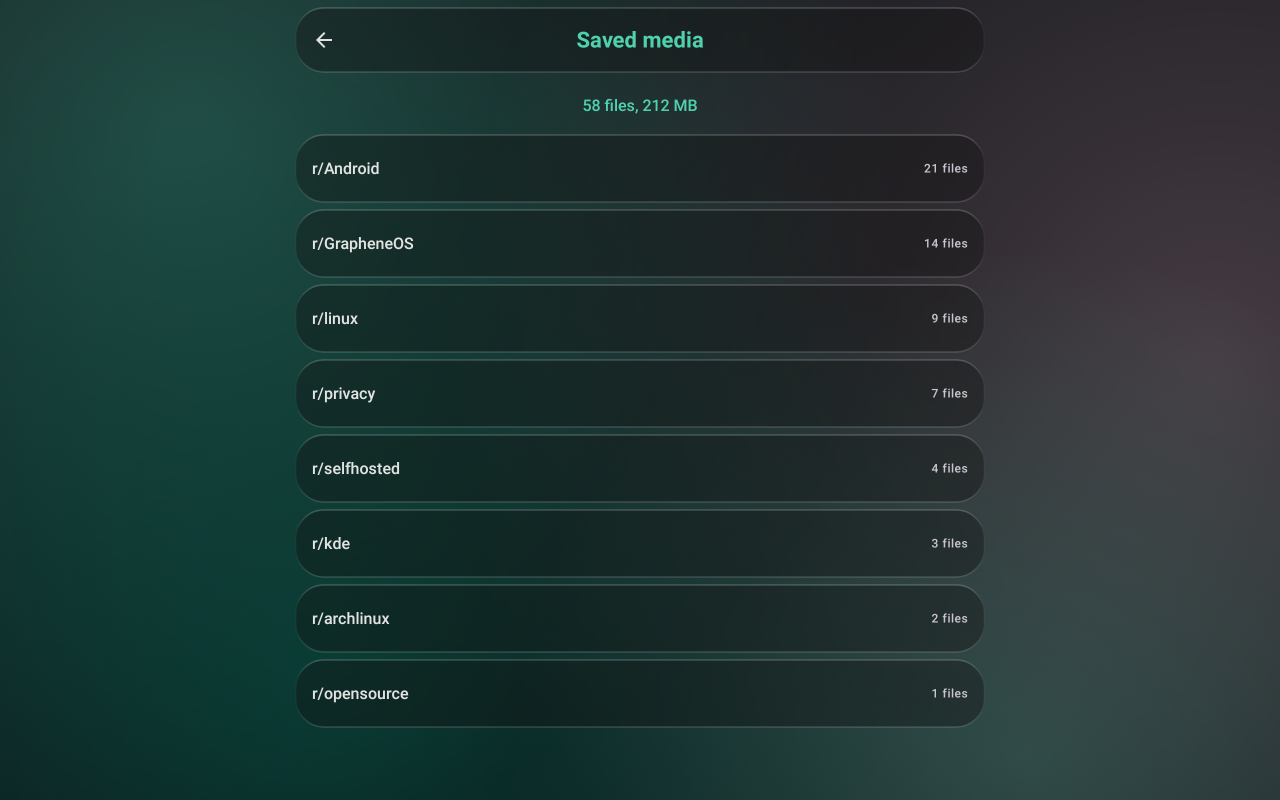 Saved media
58 files, 212 MB
r/Android 21 files
r/GrapheneOS 14 files
r/linux 9 files
r/privacy 7 files
r/selfhosted 4 files
r/kde 3 files
r/archlinux 2 files
r/opensource 1 files